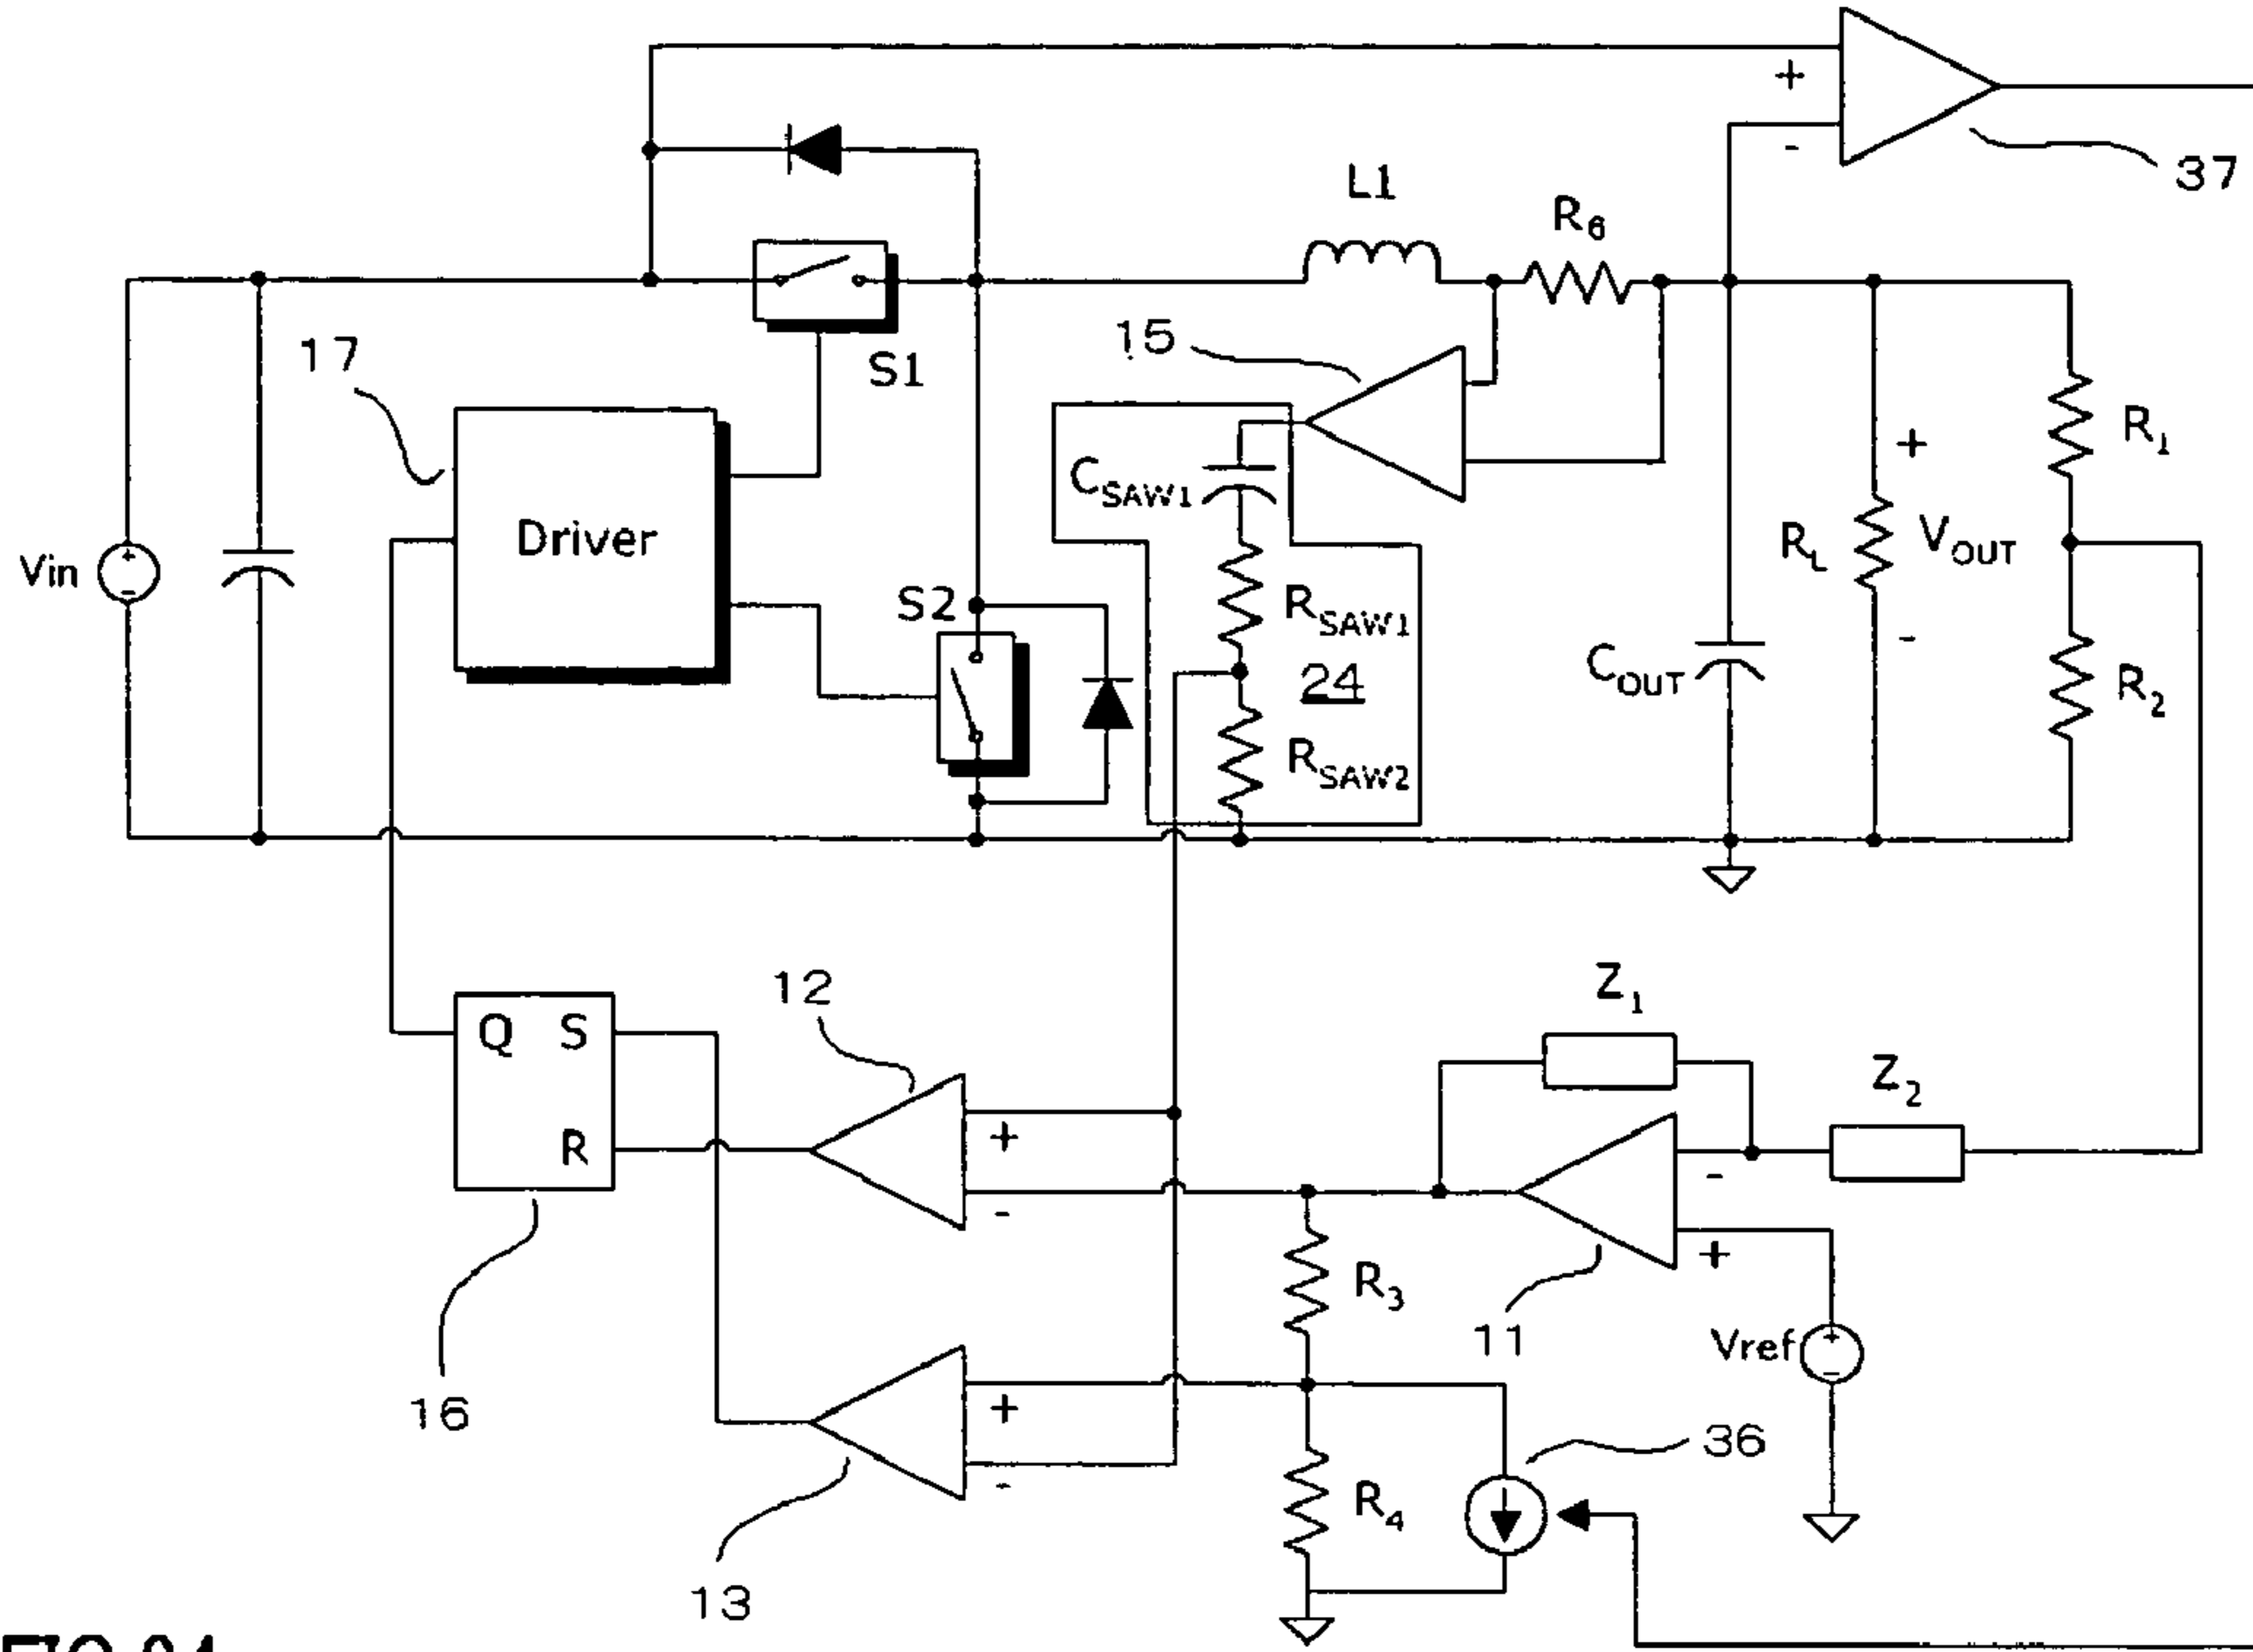 +
-
37
L1
R6
15
17
S1
CSAW1
+
R1
Driver
Vin
+
-
RL
VOUT
S2
RSAW1
-
24
COUT
R2
RSAW2
Z1
12
Q
S
Z2
R
+
-
-
+
R3
11
Vref
+
-
16
+
36
-
R4
13